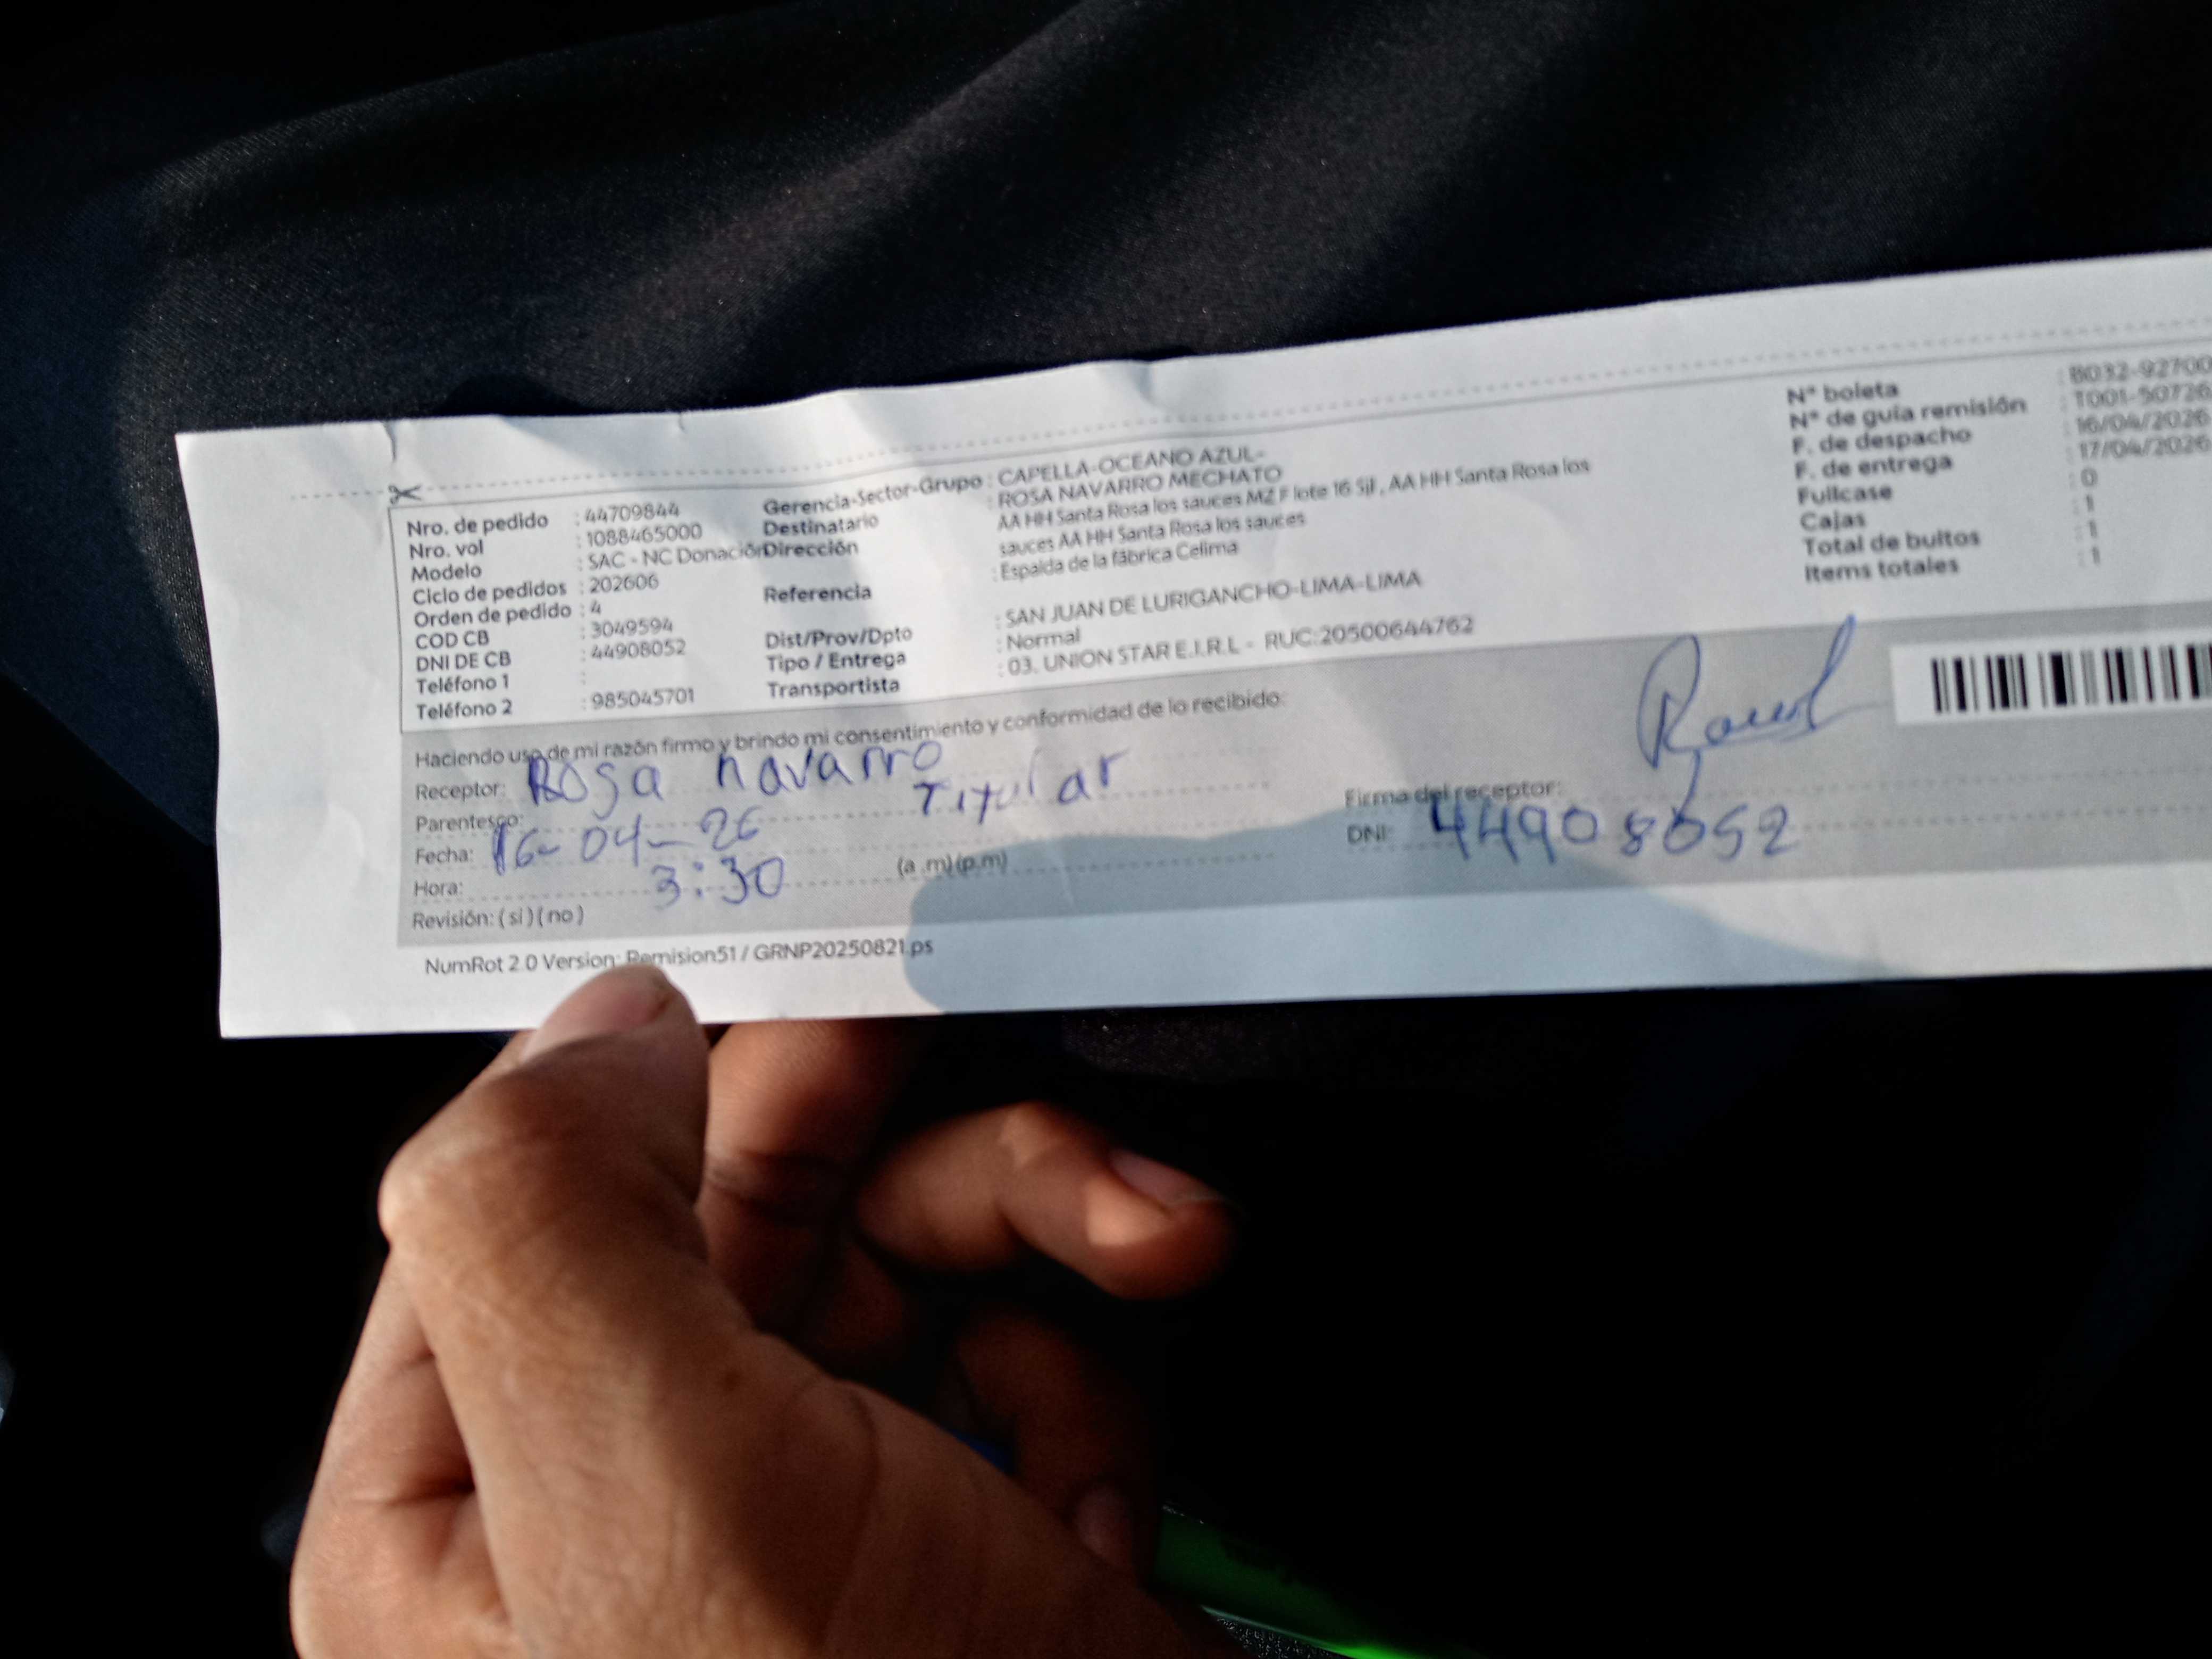 Nro. de pedido : 44709844
Nro. vol : 1088465000
Modelo : SAC - NC Donación
Ciclo de pedidos : 202606
Orden de pedido : 4
COD CB : 3049594
DNI DE CB : 44908052
Teléfono 1 :
Teléfono 2 : 985045701
Gerencia-Sector-Grupo : CAPELLA-OCEANO AZUL-
Destinatario : ROSA NAVARRO MECHATO
Dirección AA HH Santa Rosa los sauces MZ F lote 16 Sjl , AA HH Santa Rosa los
sauces AA HH Santa Rosa los sauces
Referencia : Espalda de la fábrica Celima
Dist/Prov/Dpto : SAN JUAN DE LURIGANCHO-LIMA-LIMA
Tipo / Entrega : Normal
Transportista : 03. UNION STAR E.I.R.L - RUC:20500644762
N° boleta : B032-92700
N° de guía remisión : T001-50726
F. de despacho : 16/04/2026
F. de entrega : 17/04/2026
Fullcase : 0
Cajas : 1
Total de bultos : 1
Items totales : 1
Haciendo uso de mi razón firmo y brindo mi consentimiento y conformidad de lo recibido:
Receptor: Rosa navarro
Parentesco: Titular
Fecha: 16-04-26
Hora: 3:30 (a.m)(p.m)
Revisión: (si)(no)
Firma del receptor:
DNI: 44908052
NumRot 2.0 Version: Remision51 / GRNP20250821.ps